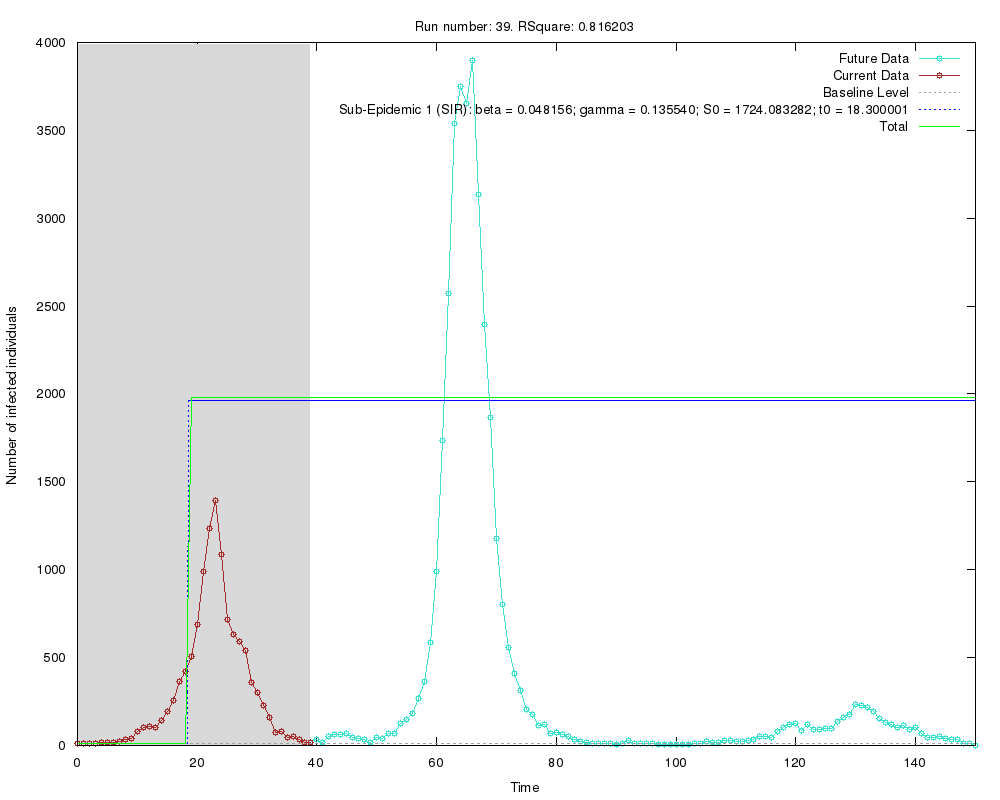 Run number: 39. RSquare: 0.816203
Future Data
Current Data
Baseline Level
Sub-Epidemic 1 (SIR): beta = 0.048156; gamma = 0.135540; S0 = 1724.083282; t0 = 18.300001
Total
4000
3500
3000
2500
2000
1500
1000
500
0
Number of infected individuals
0 20 40 60 80 100 120 140
Time